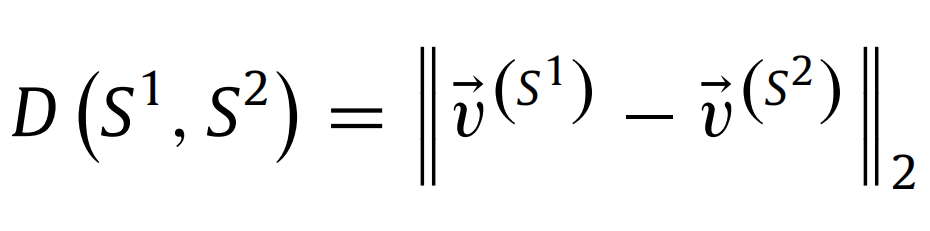 D(S¹, S²) = ‖v⃗^(S¹) − v⃗^(S²)‖₂